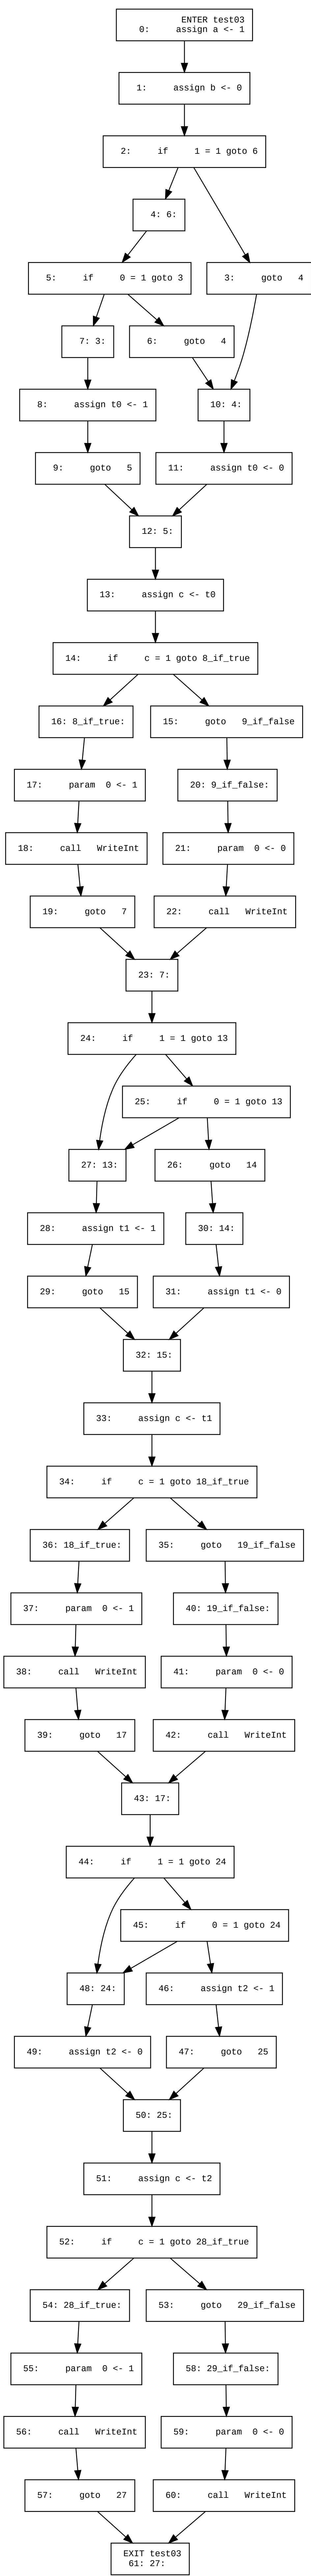 ENTER test03
0:     assign a <- 1
1:     assign b <- 0
2:     if     1 = 1 goto 6
4: 6:
5:     if     0 = 1 goto 3
3:     goto   4
7: 3:
6:     goto   4
8:     assign t0 <- 1
10: 4:
9:     goto   5
11:     assign t0 <- 0
12: 5:
13:     assign c <- t0
14:     if     c = 1 goto 8_if_true
16: 8_if_true:
15:     goto   9_if_false
17:     param  0 <- 1
20: 9_if_false:
18:     call   WriteInt
21:     param  0 <- 0
19:     goto   7
22:     call   WriteInt
23: 7:
24:     if     1 = 1 goto 13
25:     if     0 = 1 goto 13
27: 13:
26:     goto   14
28:     assign t1 <- 1
30: 14:
29:     goto   15
31:     assign t1 <- 0
32: 15:
33:     assign c <- t1
34:     if     c = 1 goto 18_if_true
36: 18_if_true:
35:     goto   19_if_false
37:     param  0 <- 1
40: 19_if_false:
38:     call   WriteInt
41:     param  0 <- 0
39:     goto   17
42:     call   WriteInt
43: 17:
44:     if     1 = 1 goto 24
45:     if     0 = 1 goto 24
48: 24:
46:     assign t2 <- 1
49:     assign t2 <- 0
47:     goto   25
50: 25:
51:     assign c <- t2
52:     if     c = 1 goto 28_if_true
54: 28_if_true:
53:     goto   29_if_false
55:     param  0 <- 1
58: 29_if_false:
56:     call   WriteInt
59:     param  0 <- 0
57:     goto   27
60:     call   WriteInt
EXIT test03
61: 27: